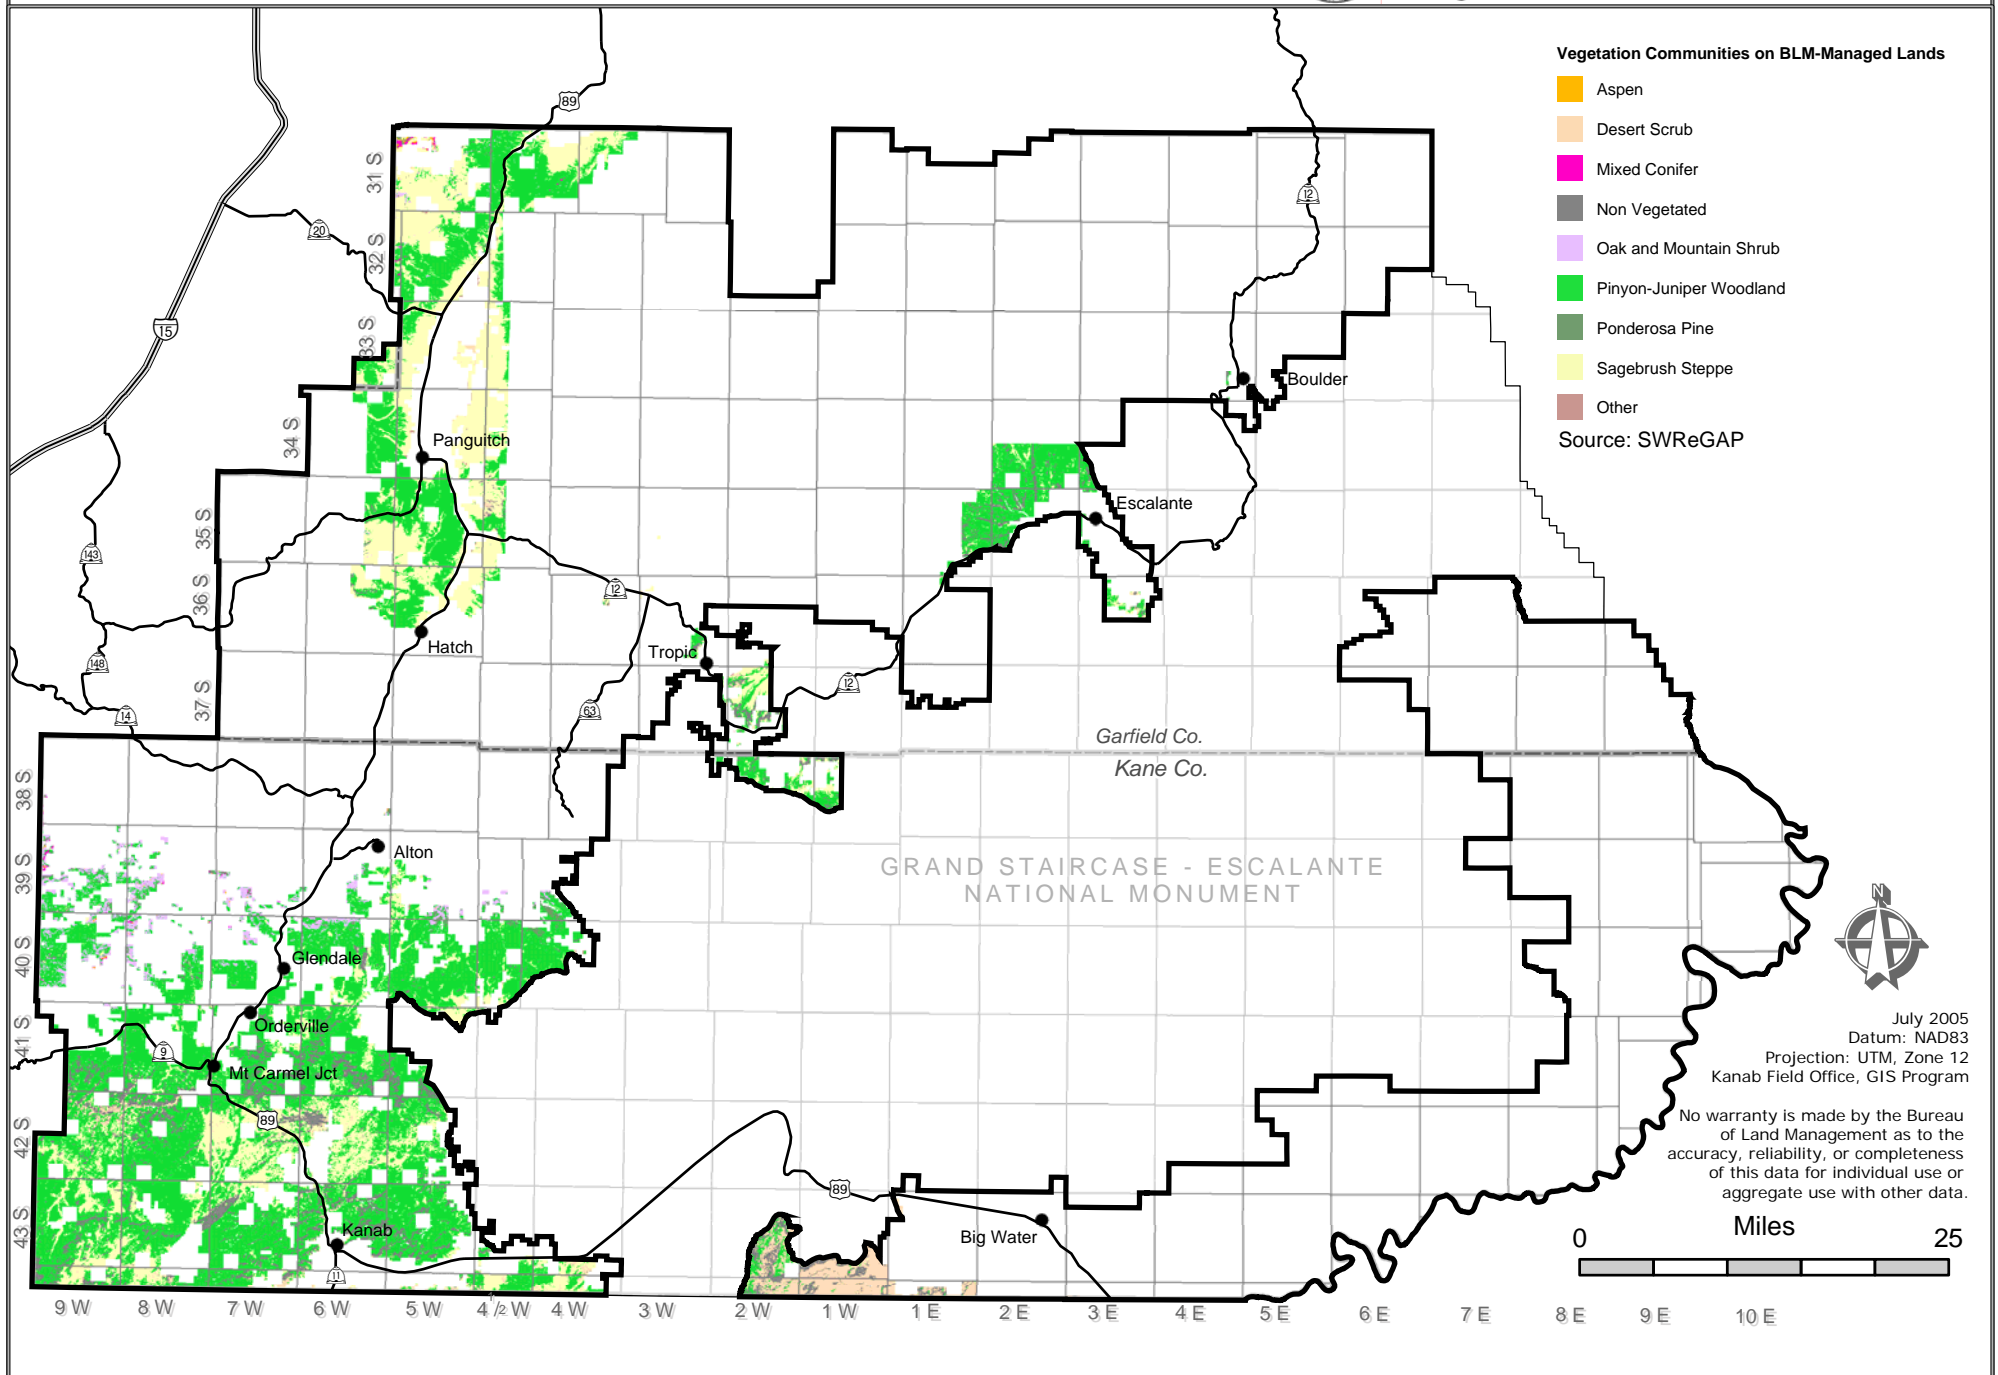 Vegetation Communities on BLM-Managed Lands
Aspen
Desert Scrub
Mixed Conifer
Non Vegetated
Oak and Mountain Shrub
Pinyon-Juniper Woodland
Ponderosa Pine
Sagebrush Steppe
Other
Source: SWReGAP
89
12
20
15
143
148
14
12
63
12
9
89
89
11
31 S
32 S
33 S
34 S
35 S
36 S
37 S
38 S
39 S
40 S
41 S
42 S
43 S
Boulder
Panguitch
Escalante
Hatch
Tropic
Garfield Co.
Kane Co.
Alton
GRAND STAIRCASE - ESCALANTE
NATIONAL MONUMENT
Glendale
Orderville
Mt Carmel Jct
Kanab
Big Water
N
July 2005
Datum: NAD83
Projection: UTM, Zone 12
Kanab Field Office, GIS Program
No warranty is made by the Bureau
of Land Management as to the
accuracy, reliability, or completeness
of this data for individual use or
aggregate use with other data.
Miles
0 25
9 W 8 W 7 W 6 W 5 W 4 1/2 W 4 W 3 W 2 W 1 W 1 E 2 E 3 E 4 E 5 E 6 E 7 E 8 E 9 E 10 E